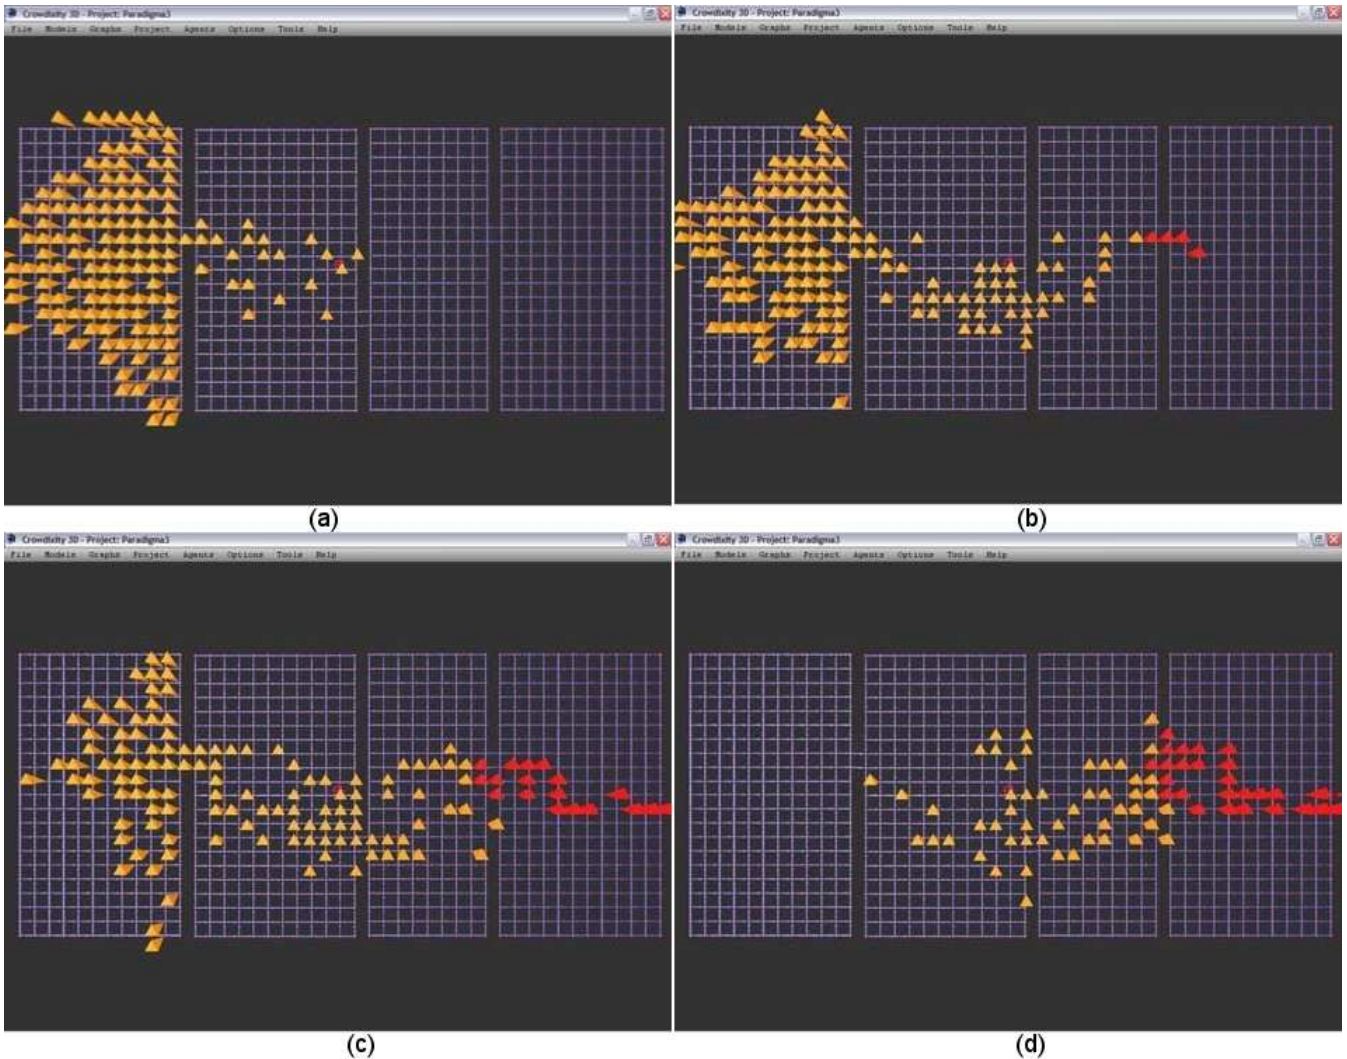 Crowdixity 3D - Project: Paradigma3
File Models Graphs Project Agents Options Tools Help
(a)
Crowdixity 3D - Project: Paradigma3
File Models Graphs Project Agents Options Tools Help
(b)
Crowdixity 3D - Project: Paradigma3
File Models Graphs Project Agents Options Tools Help
(c)
Crowdixity 3D - Project: Paradigma3
File Models Graphs Project Agents Options Tools Help
(d)